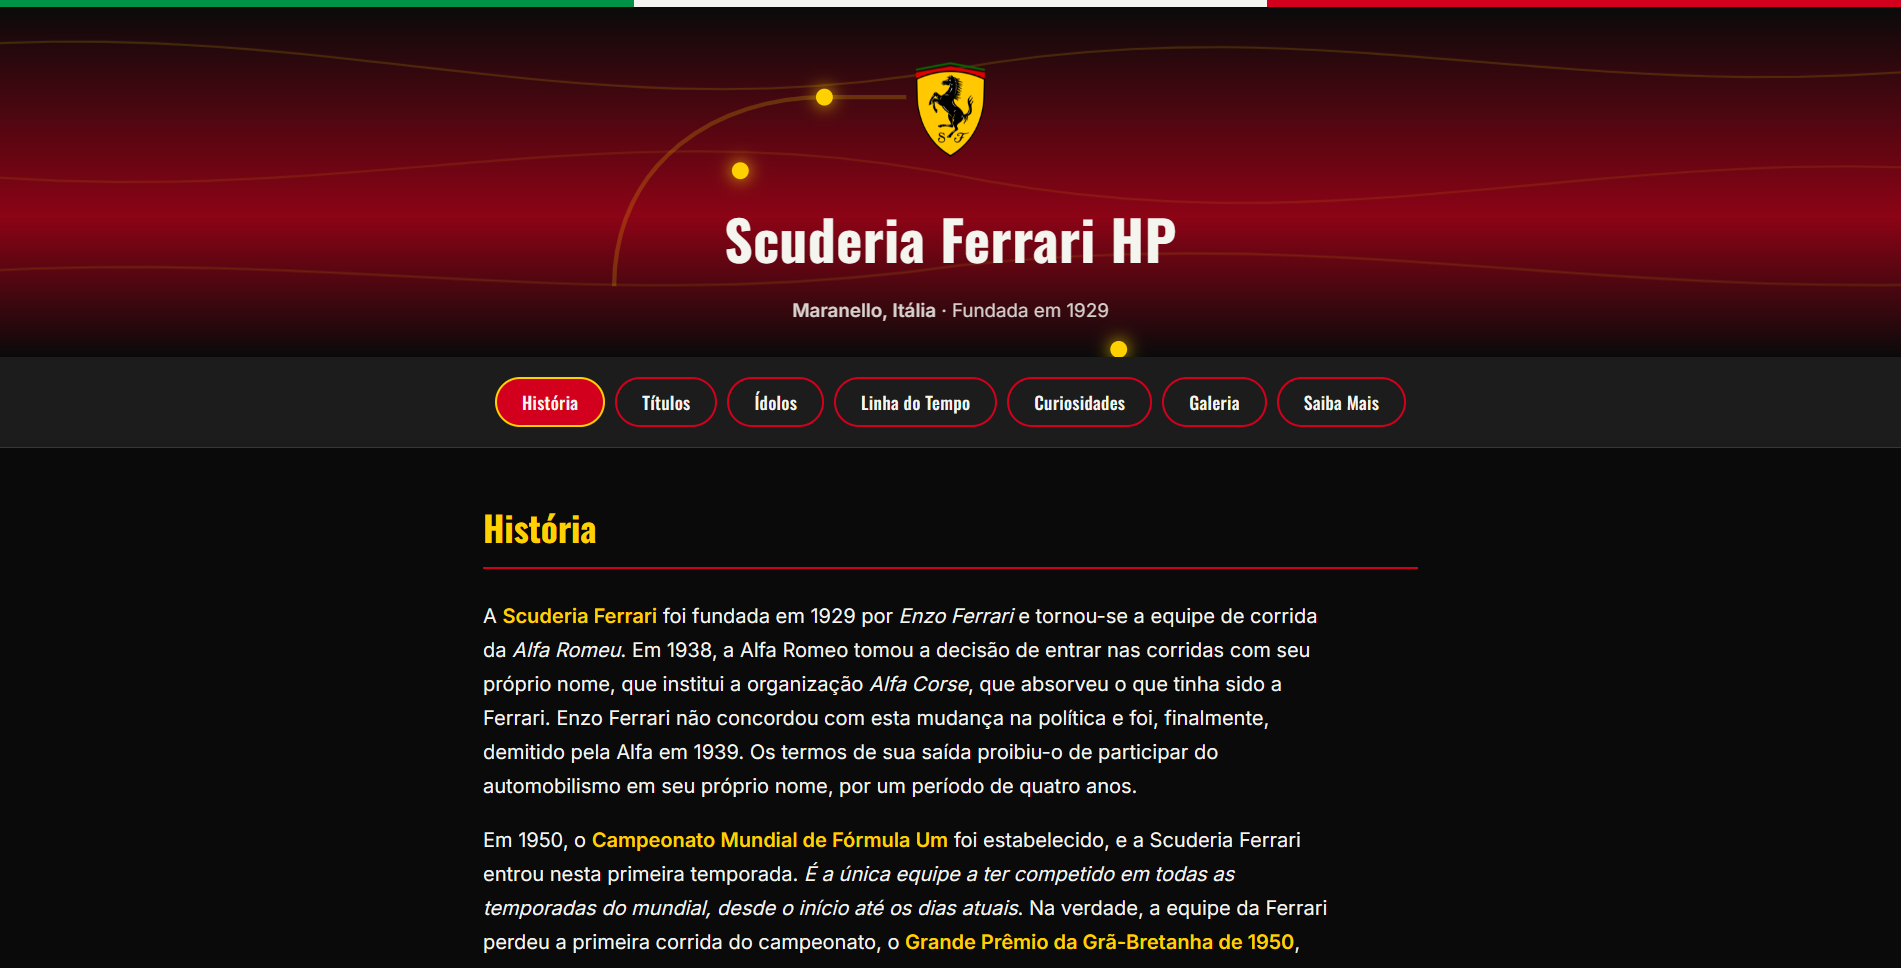 S F
Scuderia Ferrari HP
Maranello, Itália · Fundada em 1929
História
Títulos
Ídolos
Linha do Tempo
Curiosidades
Galeria
Saiba Mais
História
A Scuderia Ferrari foi fundada em 1929 por Enzo Ferrari e tornou-se a equipe de corrida
da Alfa Romeu. Em 1938, a Alfa Romeo tomou a decisão de entrar nas corridas com seu
próprio nome, que institui a organização Alfa Corse, que absorveu o que tinha sido a
Ferrari. Enzo Ferrari não concordou com esta mudança na política e foi, finalmente,
demitido pela Alfa em 1939. Os termos de sua saída proibiu-o de participar do
automobilismo em seu próprio nome, por um período de quatro anos.
Em 1950, o Campeonato Mundial de Fórmula Um foi estabelecido, e a Scuderia Ferrari
entrou nesta primeira temporada. É a única equipe a ter competido em todas as
temporadas do mundial, desde o início até os dias atuais. Na verdade, a equipe da Ferrari
perdeu a primeira corrida do campeonato, o Grande Prêmio da Grã-Bretanha de 1950,